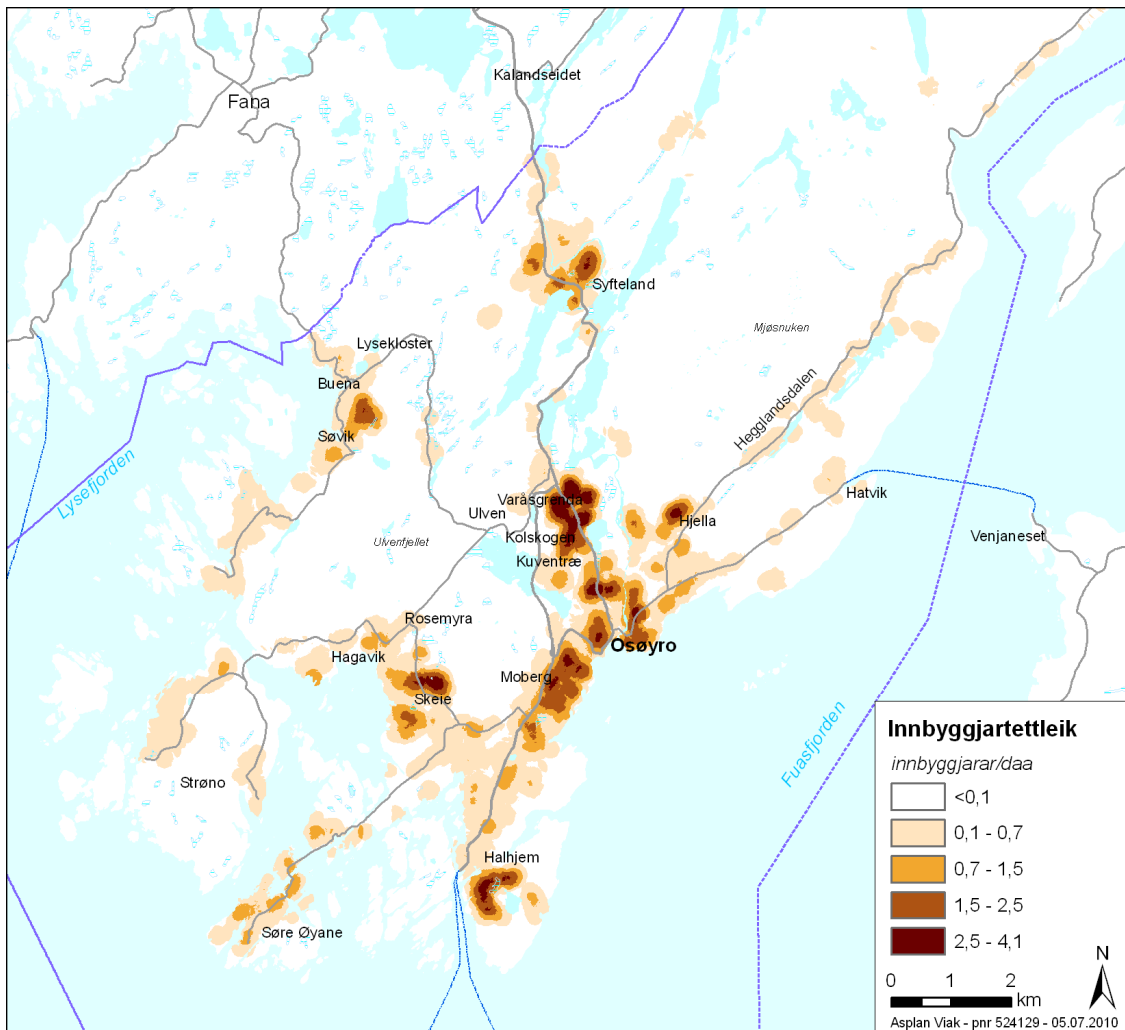 Kalandseidet
Fana
Syfteland
Mjøsnuken
Lysekloster
Buena
Hegglandsdalen
Søvik
Lysefjorden
Varåsgrenda
Hatvik
Ulven
Hjella
Kolskogen
Venjaneset
Ulvenfjellet
Kuventræ
Rosemyra
Osøyro
Hagavik
Moberg
Skeie
Fuasfjorden
Strøno
Halhjem
Søre Øyane
Innbyggjartettleik
innbyggjarar/daa
<0,1
0,1 - 0,7
0,7 - 1,5
1,5 - 2,5
2,5 - 4,1
N
0 1 2
km
Asplan Viak - pnr 524129 - 05.07.2010